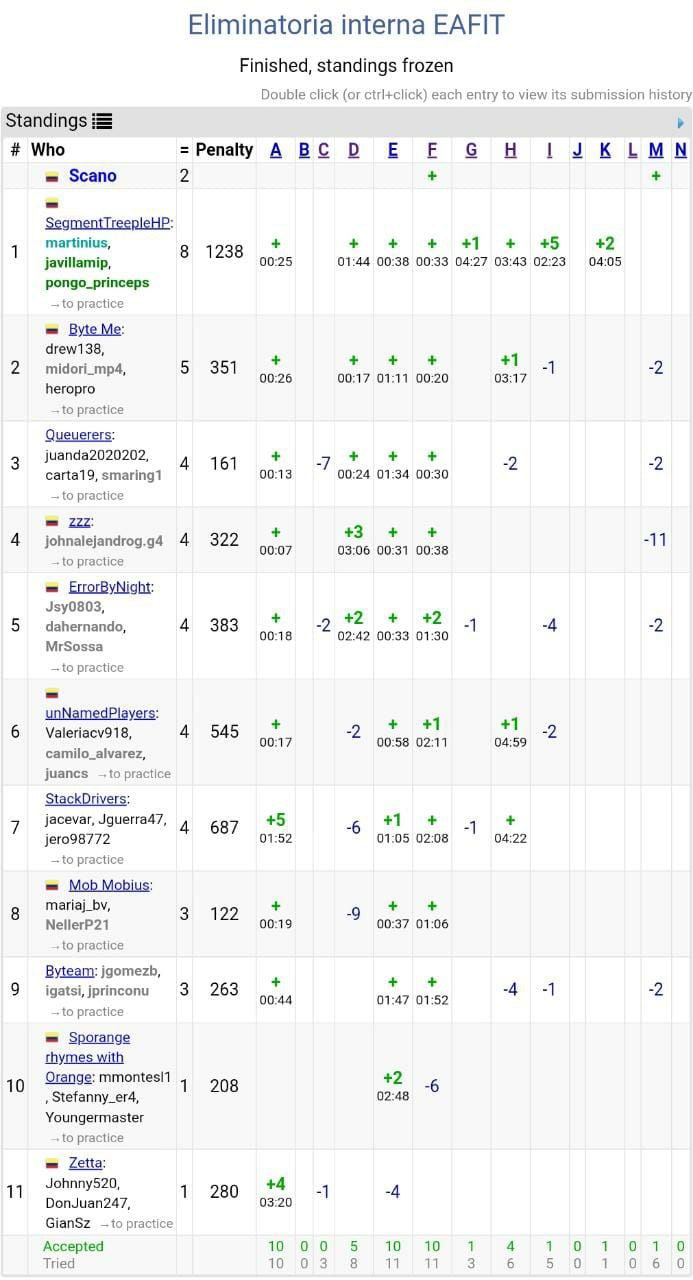 Eliminatoria interna EAFIT
Finished, standings frozen
Double click (or ctrl+click) each entry to view its submission history
Standings
# Who = Penalty A B C D E F G H I J K L M N
Scano 2 + +
SegmentTreepleHP:
martinius,
1 javillamip, 8 1238 + 00:25 + 01:44 + 00:38 + 00:33 +1 04:27 + 03:43 +5 02:23 +2 04:05
pongo_princeps
→to practice
Byte Me:
drew138,
2 midori_mp4, 5 351 + 00:26 + 00:17 + 01:11 + 00:20 +1 03:17 -1 -2
heropro
→to practice
Queuerers:
juanda2020202,
3 carta19, smaring1 4 161 + 00:13 -7 + 00:24 + 01:34 + 00:30 -2 -2
→to practice
zzz:
4 johnalejandrog.g4 4 322 + 00:07 +3 03:06 + 00:31 + 00:38 -11
→to practice
ErrorByNight:
Jsy0803,
5 dahernando, 4 383 + 00:18 -2 +2 02:42 + 00:33 +2 01:30 -1 -4 -2
MrSossa
→to practice
unNamedPlayers:
6 Valeriacv918, 4 545 + 00:17 -2 + 00:58 +1 02:11 +1 04:59 -2
camilo_alvarez,
juancs →to practice
StackDrivers:
7 jacevar, Jguerra47, 4 687 +5 01:52 -6 +1 01:05 + 02:08 -1 + 04:22
jero98772
→to practice
Mob Mobius:
8 mariaj_bv, 3 122 + 00:19 -9 + 00:37 + 01:06
NellerP21
→to practice
Byteam: jgomezb,
9 igatsi, jprinconu 3 263 + 00:44 + 01:47 + 01:52 -4 -1 -2
→to practice
Sporange
rhymes with
10 Orange: mmontesl1 1 208 +2 02:48 -6
, Stefanny_er4,
Youngermaster
→to practice
Zetta:
11 Johnny520, 1 280 +4 03:20 -1 -4
DonJuan247,
GianSz →to practice
Accepted 10 0 0 5 10 10 1 4 1 0 1 0 1 0
Tried 10 0 3 8 11 11 3 6 5 0 1 0 6 0